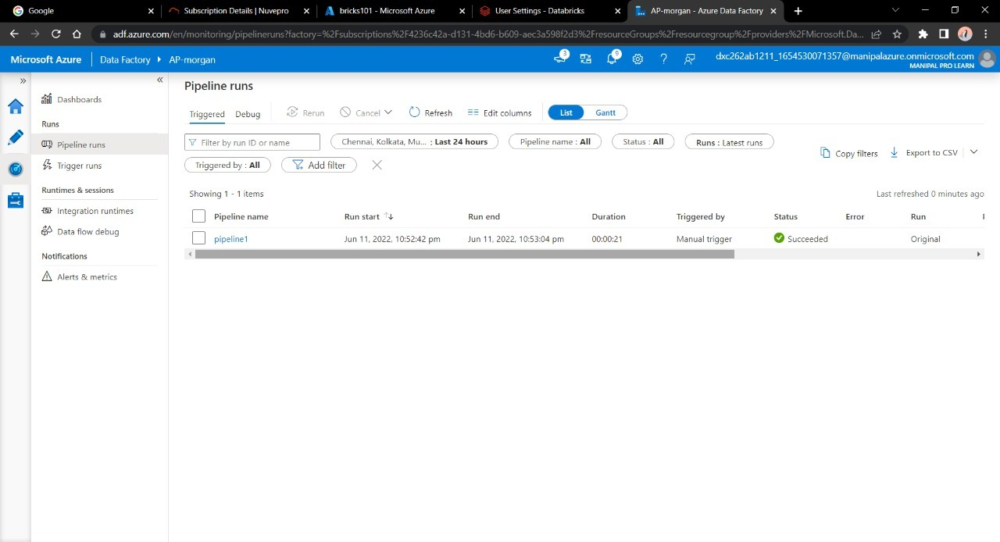 Google
Subscription Details | Nuvepro
bricks101 - Microsoft Azure
User Settings - Databricks
AP-morgan - Azure Data Factory
adf.azure.com/en/monitoring/pipelineruns?factory=%2Fsubscriptions%2F4236c42a-d131-4bd6-b609-aec3a598f2d3%2FresourceGroups%2Fresourcegroup%2Fproviders%2FMicrosoft.Da...
Microsoft Azure
Data Factory
AP-morgan
3
9
dxc262ab1211_1654530071357@manipalazure.onmicrosoft.com
MANIPAL PRO LEARN
Dashboards
Runs
Pipeline runs
Trigger runs
Runtimes & sessions
Integration runtimes
Data flow debug
Notifications
Alerts & metrics
Pipeline runs
Triggered Debug Rerun Cancel Refresh Edit columns List Gantt
Filter by run ID or name
Chennai, Kolkata, Mu... : Last 24 hours
Pipeline name : All
Status : All
Runs : Latest runs
Triggered by : All
Add filter
Copy filters
Export to CSV
Showing 1 - 1 items
Last refreshed 0 minutes ago
Pipeline name Run start Run end Duration Triggered by Status Error Run
pipeline1 Jun 11, 2022, 10:52:42 pm Jun 11, 2022, 10:53:04 pm 00:00:21 Manual trigger Succeeded Original